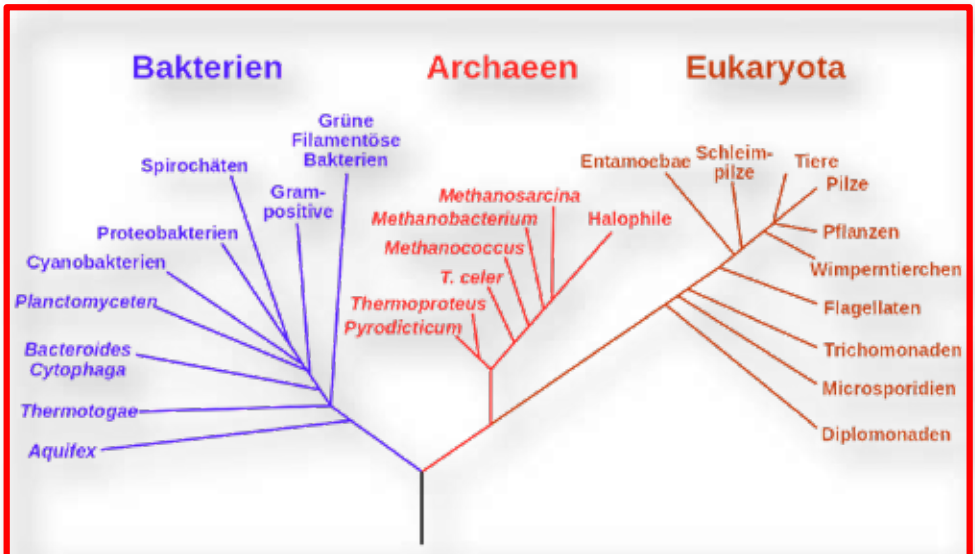 Bakterien
Archaeen
Eukaryota
Grüne
Filamentöse
Bakterien
Spirochäten
Gram-
positive
Proteobakterien
Cyanobakterien
Planctomyceten
Bacteroides
Cytophaga
Thermotogae
Aquifex
Methanosarcina
Methanobacterium
Halophile
Methanococcus
T. celer
Thermoproteus
Pyrodicticum
Entamoebae
Schleim-
pilze
Tiere
Pilze
Pflanzen
Wimperntierchen
Flagellaten
Trichomonaden
Microsporidien
Diplomonaden